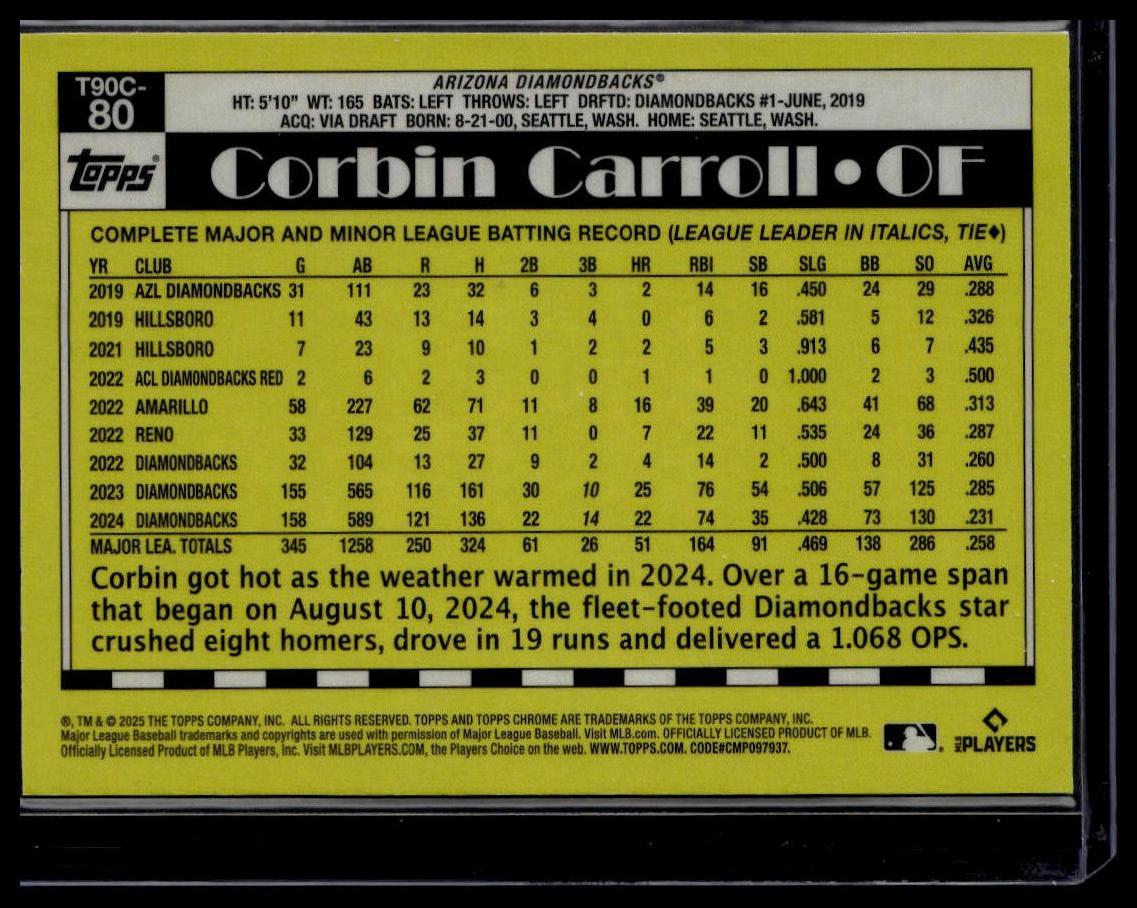 T90C-
80
ARIZONA DIAMONDBACKS®
HT: 5'10" WT: 165 BATS: LEFT THROWS: LEFT DRFTD: DIAMONDBACKS #1-JUNE, 2019
ACQ: VIA DRAFT BORN: 8-21-00, SEATTLE, WASH. HOME: SEATTLE, WASH.
Topps®
Corbin Carroll • OF
COMPLETE MAJOR AND MINOR LEAGUE BATTING RECORD (LEAGUE LEADER IN ITALICS, TIE♦)
YR CLUB G AB R H 2B 3B HR RBI SB SLG BB SO AVG
2019 AZL DIAMONDBACKS 31 111 23 32 6 3 2 14 16 .450 24 29 .288
2019 HILLSBORO 11 43 13 14 3 4 0 6 2 .581 5 12 .326
2021 HILLSBORO 7 23 9 10 1 2 2 5 3 .913 6 7 .435
2022 ACL DIAMONDBACKS RED 2 6 2 3 0 0 1 1 0 1.000 2 3 .500
2022 AMARILLO 58 227 62 71 11 8 16 39 20 .643 41 68 .313
2022 RENO 33 129 25 37 11 0 7 22 11 .535 24 36 .287
2022 DIAMONDBACKS 32 104 13 27 9 2 4 14 2 .500 8 31 .260
2023 DIAMONDBACKS 155 565 116 161 30 10 25 76 54 .506 57 125 .285
2024 DIAMONDBACKS 158 589 121 136 22 14 22 74 35 .428 73 130 .231
MAJOR LEA. TOTALS 345 1258 250 324 61 26 51 164 91 .469 138 286 .258
Corbin got hot as the weather warmed in 2024. Over a 16-game span
that began on August 10, 2024, the fleet-footed Diamondbacks star
crushed eight homers, drove in 19 runs and delivered a 1.068 OPS.
®, TM & © 2025 THE TOPPS COMPANY, INC. ALL RIGHTS RESERVED. TOPPS AND TOPPS CHROME ARE TRADEMARKS OF THE TOPPS COMPANY, INC.
Major League Baseball trademarks and copyrights are used with permission of Major League Baseball. Visit MLB.com. OFFICIALLY LICENSED PRODUCT OF MLB.
Officially Licensed Product of MLB Players, Inc. Visit MLBPLAYERS.COM, the Players Choice on the web. WWW.TOPPS.COM. CODE#CMP097937.
MLB PLAYERS